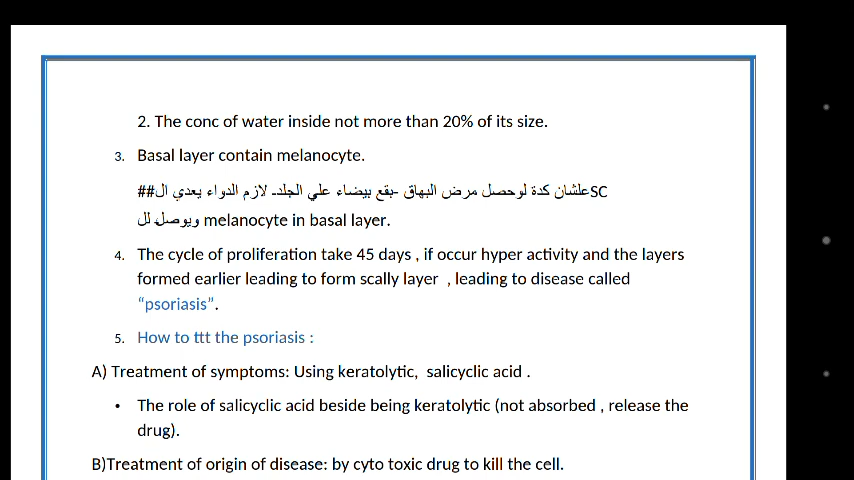 2. The conc of water inside not more than 20% of its size.
3. Basal layer contain melanocyte.
##علشان كدة لوحصل مرض البهاق -بقع بيضاء علي الجلد- لازم الدواء يعدي ال SC
ويوصل لل melanocyte in basal layer.
4. The cycle of proliferation take 45 days , if occur hyper activity and the layers
formed earlier leading to form scally layer , leading to disease called
“psoriasis”.
5. How to ttt the psoriasis :
A) Treatment of symptoms: Using keratolytic, salicyclic acid .
• The role of salicyclic acid beside being keratolytic (not absorbed , release the
drug).
B)Treatment of origin of disease: by cyto toxic drug to kill the cell.